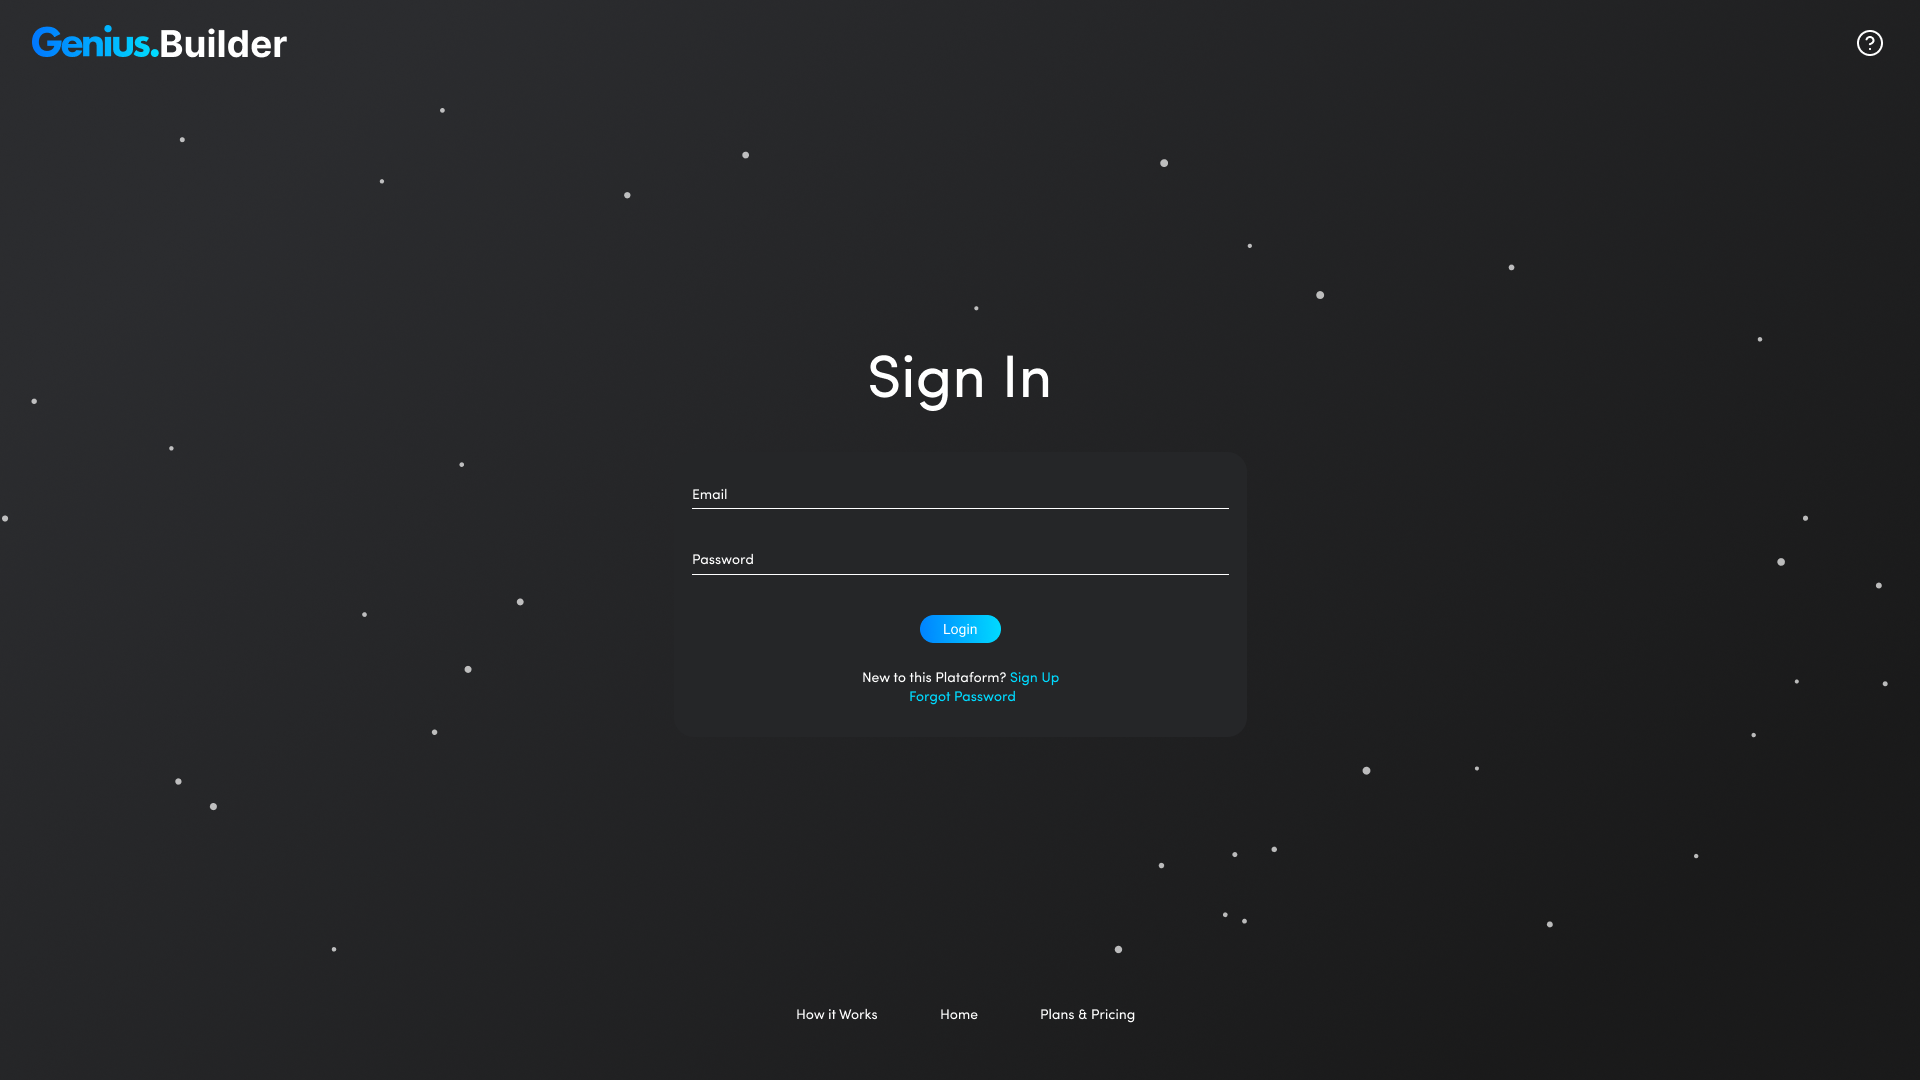 Genius.Builder
Sign In
Email
Password
Login
New to this Plataform? Sign Up
Forgot Password
How it Works
Home
Plans & Pricing